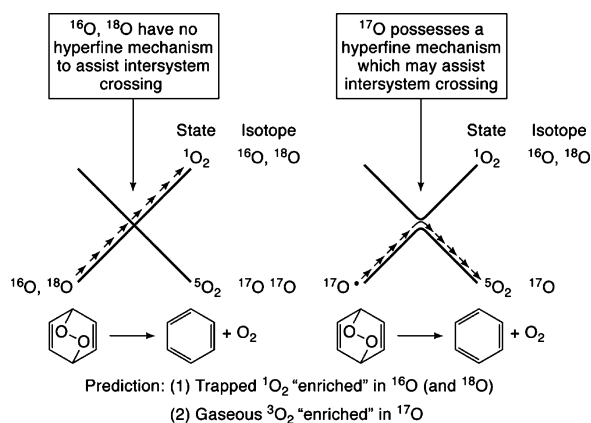 ¹⁶O, ¹⁸O have no
hyperfine mechanism
to assist intersystem
crossing
¹⁷O possesses a
hyperfine mechanism
which may assist
intersystem crossing
State Isotope
¹O₂ ¹⁶O, ¹⁸O
¹⁶O, ¹⁸O
⁵O₂ ¹⁷O ¹⁷O
State Isotope
¹O₂ ¹⁶O, ¹⁸O
¹⁷O •
⁵O₂ ¹⁷O
O
O
+ O₂
O
O
+ O₂
Prediction: (1) Trapped ¹O₂ “enriched” in ¹⁶O (and ¹⁸O)
(2) Gaseous ³O₂ “enriched” in ¹⁷O